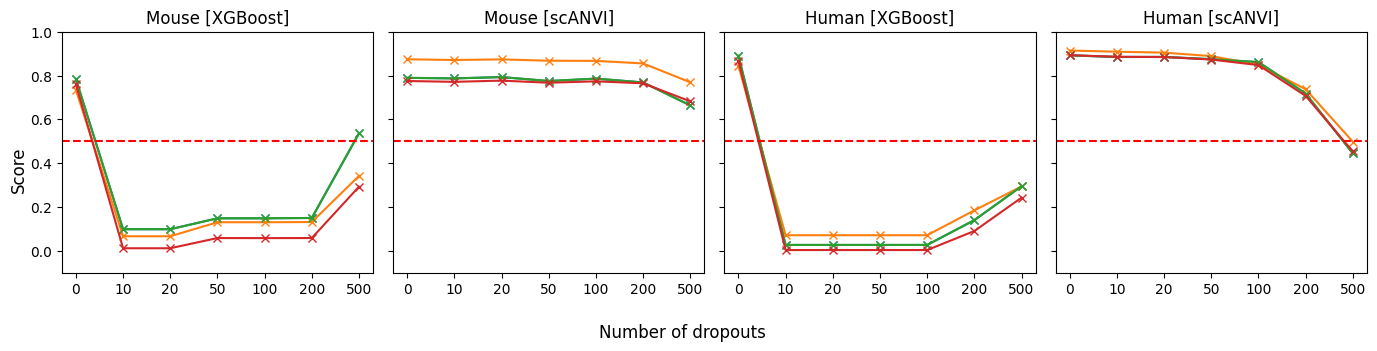 Mouse [XGBoost]
Mouse [scANVI]
Human [XGBoost]
Human [scANVI]
Score
1.0
0.8
0.6
0.4
0.2
0.0
0 10 20 50 100 200 500
0 10 20 50 100 200 500
0 10 20 50 100 200 500
0 10 20 50 100 200 500
Number of dropouts